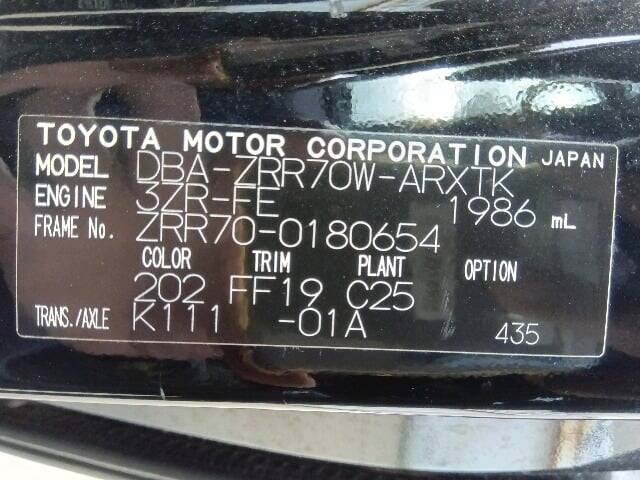 TOYOTA MOTOR CORPORATION JAPAN
MODEL DBA-ZRR70W-ARXTK
ENGINE 3ZR-FE 1986 mL
FRAME No. ZRR70-0180654
COLOR TRIM PLANT OPTION
202 FF19 C25
TRANS./AXLE K111 -01A 435